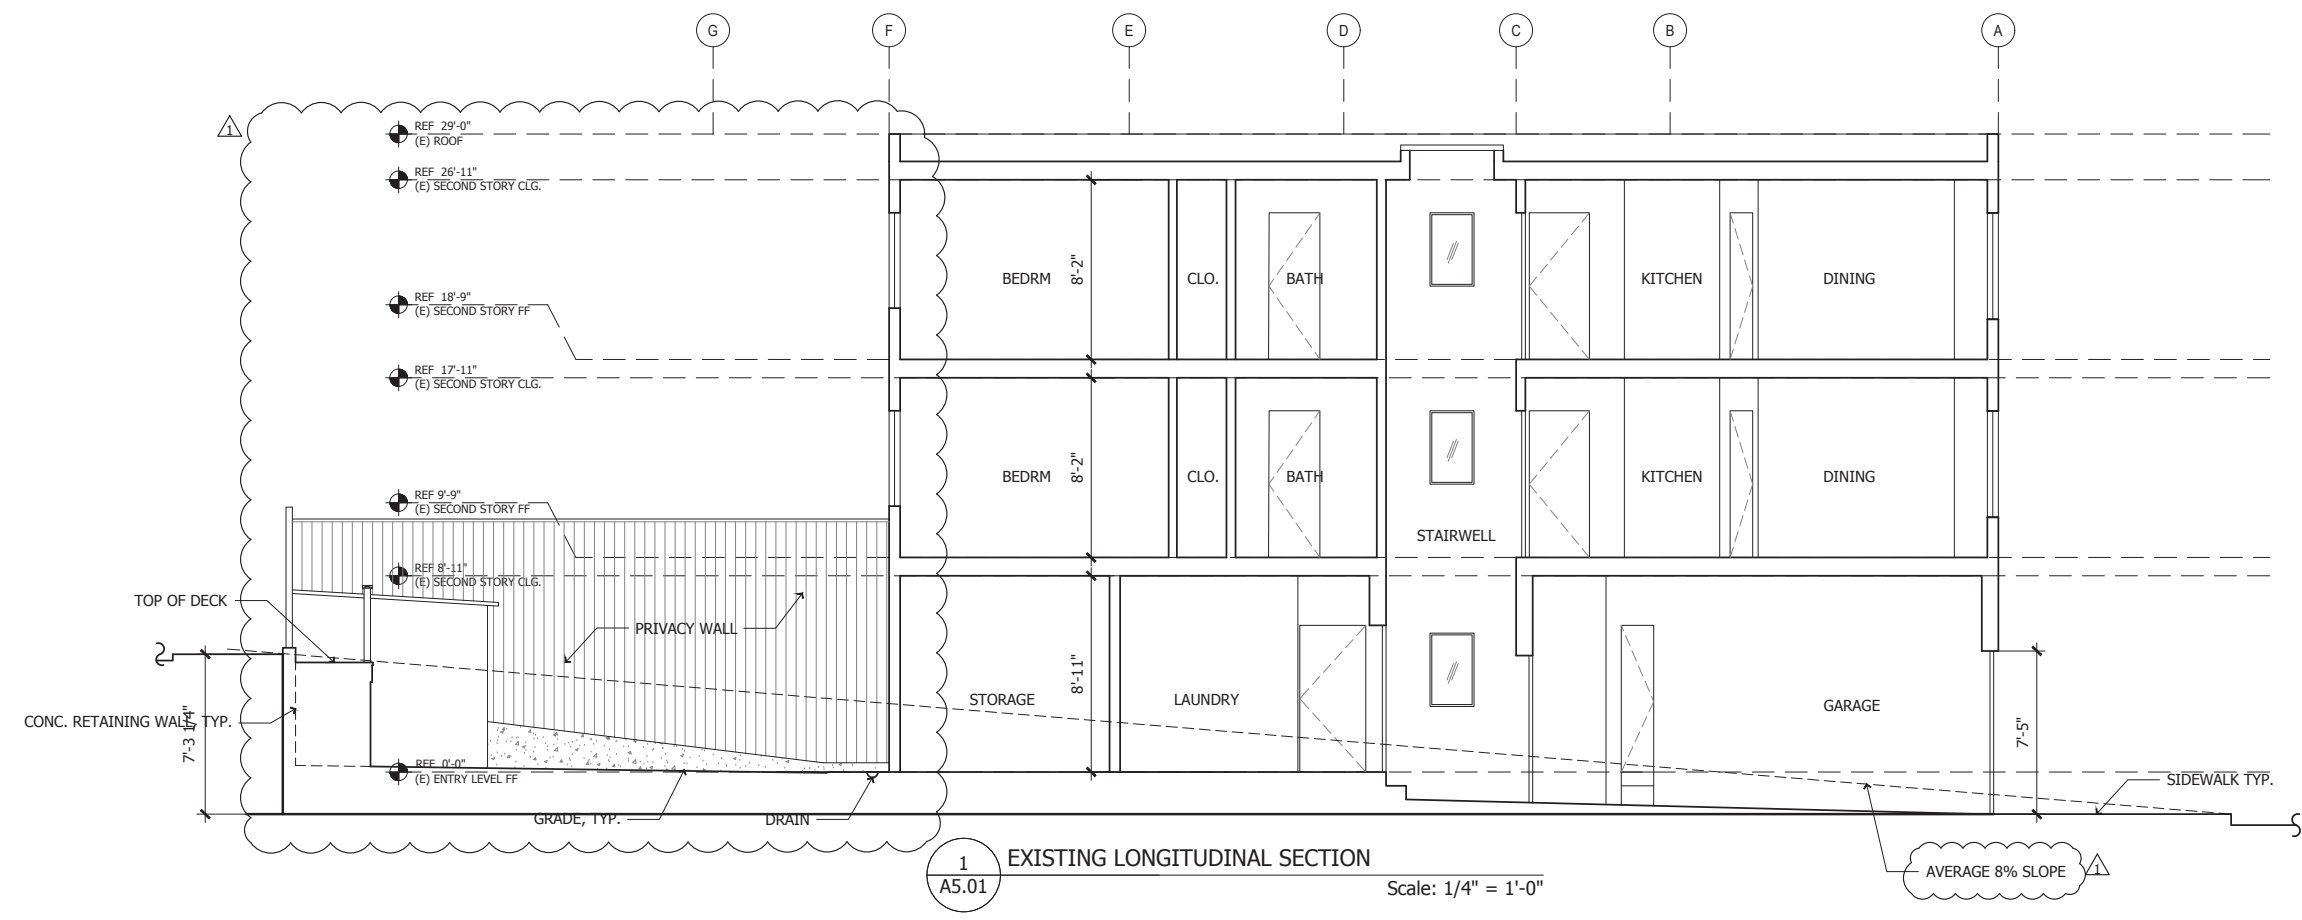 G F E D C B A
1
REF 29'-0"
(E) ROOF
REF 26'-11"
(E) SECOND STORY CLG.
BEDRM 8'-2" CLO. BATH KITCHEN DINING
REF 18'-9"
(E) SECOND STORY FF
REF 17'-11"
(E) SECOND STORY CLG.
BEDRM 8'-2" CLO. BATH KITCHEN DINING
REF 9'-9"
(E) SECOND STORY FF
STAIRWELL
REF 8'-11"
(E) SECOND STORY CLG.
TOP OF DECK
PRIVACY WALL
8'-11"
STORAGE LAUNDRY GARAGE
CONC. RETAINING WALL, TYP.
7'-3 1/4"
7'-5"
REF 0'-0"
(E) ENTRY LEVEL FF
SIDEWALK TYP.
GRADE, TYP. DRAIN
1
A5.01
EXISTING LONGITUDINAL SECTION
Scale: 1/4" = 1'-0"
AVERAGE 8% SLOPE
1